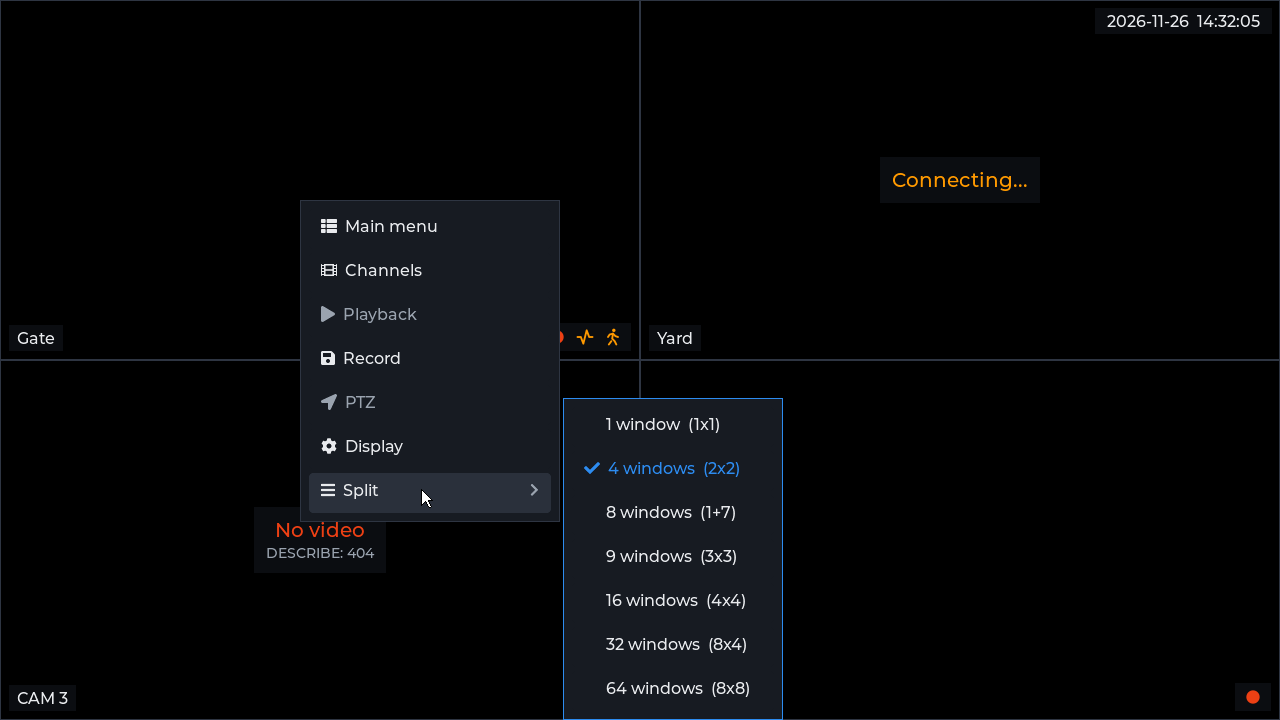 2026-11-26 14:32:05
Connecting...
Gate
Yard
Main menu
Channels
Playback
Record
PTZ
Display
Split
1 window (1x1)
4 windows (2x2)
8 windows (1+7)
9 windows (3x3)
16 windows (4x4)
32 windows (8x4)
64 windows (8x8)
No video
DESCRIBE: 404
CAM 3